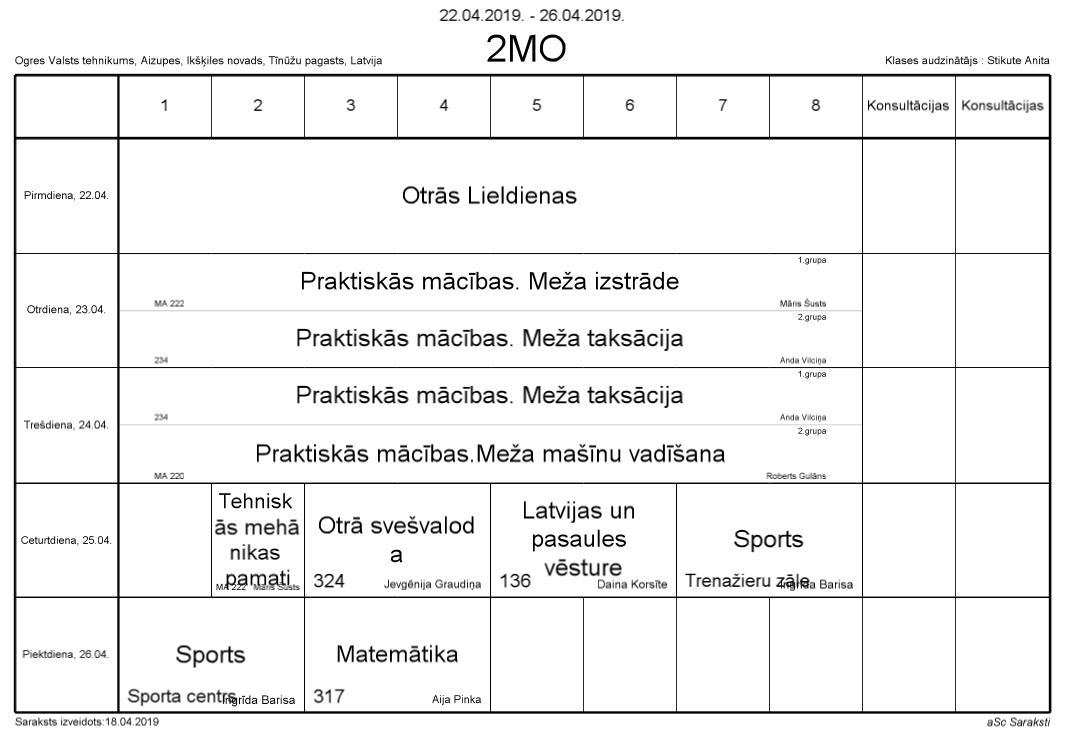 22.04.2019. - 26.04.2019.
2MO
Ogres Valsts tehnikums, Aizupes, Ikšķiles novads, Tīnūžu pagasts, Latvija
Klases audzinātājs : Stikute Anita
1 2 3 4 5 6 7 8 Konsultācijas Konsultācijas
Pirmdiena, 22.04.
Otrās Lieldienas
Otrdiena, 23.04.
1.grupa
Praktiskās mācības. Meža izstrāde
MA 222 Māris Šusts
2.grupa
Praktiskās mācības. Meža taksācija
234 Anda Vilciņa
Trešdiena, 24.04.
1.grupa
Praktiskās mācības. Meža taksācija
234 Anda Vilciņa
2.grupa
Praktiskās mācības.Meža mašīnu vadīšana
MA 220 Roberts Gulāns
Ceturtdiena, 25.04.
Tehnisk
ās mehā
nikas
pamati
MA 222 Māris Šusts
Otrā svešvalod
a
324 Jevgēnija Graudiņa
Latvijas un
pasaules
vēsture
136 Daina Korsīte
Sports
Trenažieru zāle Ingrīda Barisa
Piektdiena, 26.04.
Sports
Sporta centrs Ingrīda Barisa
Matemātika
317 Aija Pinka
Saraksts izveidots:18.04.2019
aSc Saraksti